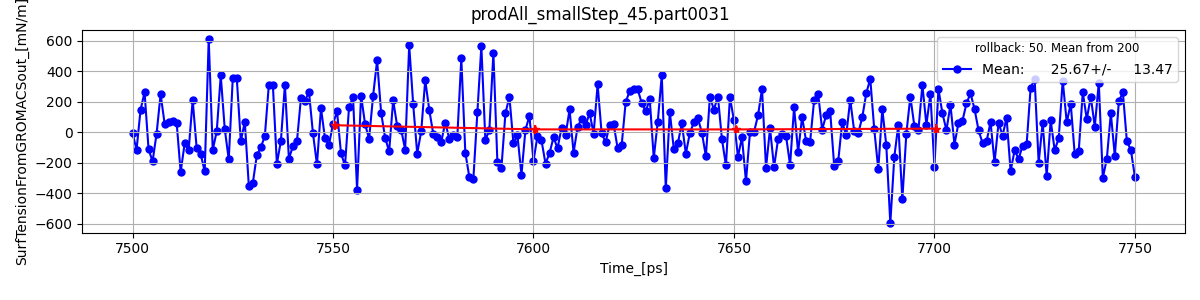 prodAll_smallStep_45.part0031
SurfTensionFromGROMACSout_[mN/m]
600
400
200
0
−200
−400
−600
rollback: 50. Mean from 200
Mean: 25.67+/- 13.47
7500 7550 7600 7650 7700 7750
Time_[ps]